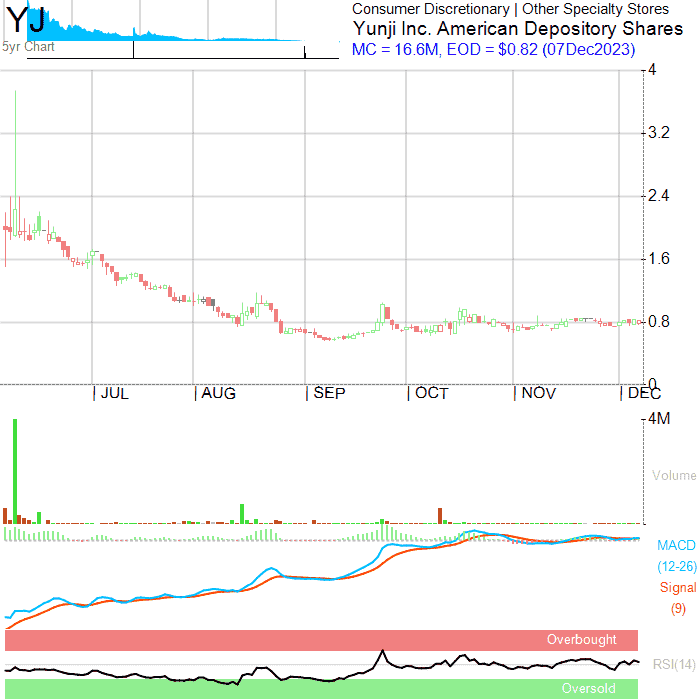 YJ
5yr Chart
Consumer Discretionary | Other Specialty Stores
Yunji Inc. American Depository Shares
MC = 16.6M, EOD = $0.82 (07Dec2023)
4
3.2
2.4
1.6
0.8
0
JUL AUG SEP OCT NOV DEC
4M
Volume
MACD
(12-26)
Signal
(9)
Overbought
RSI(14)
Oversold